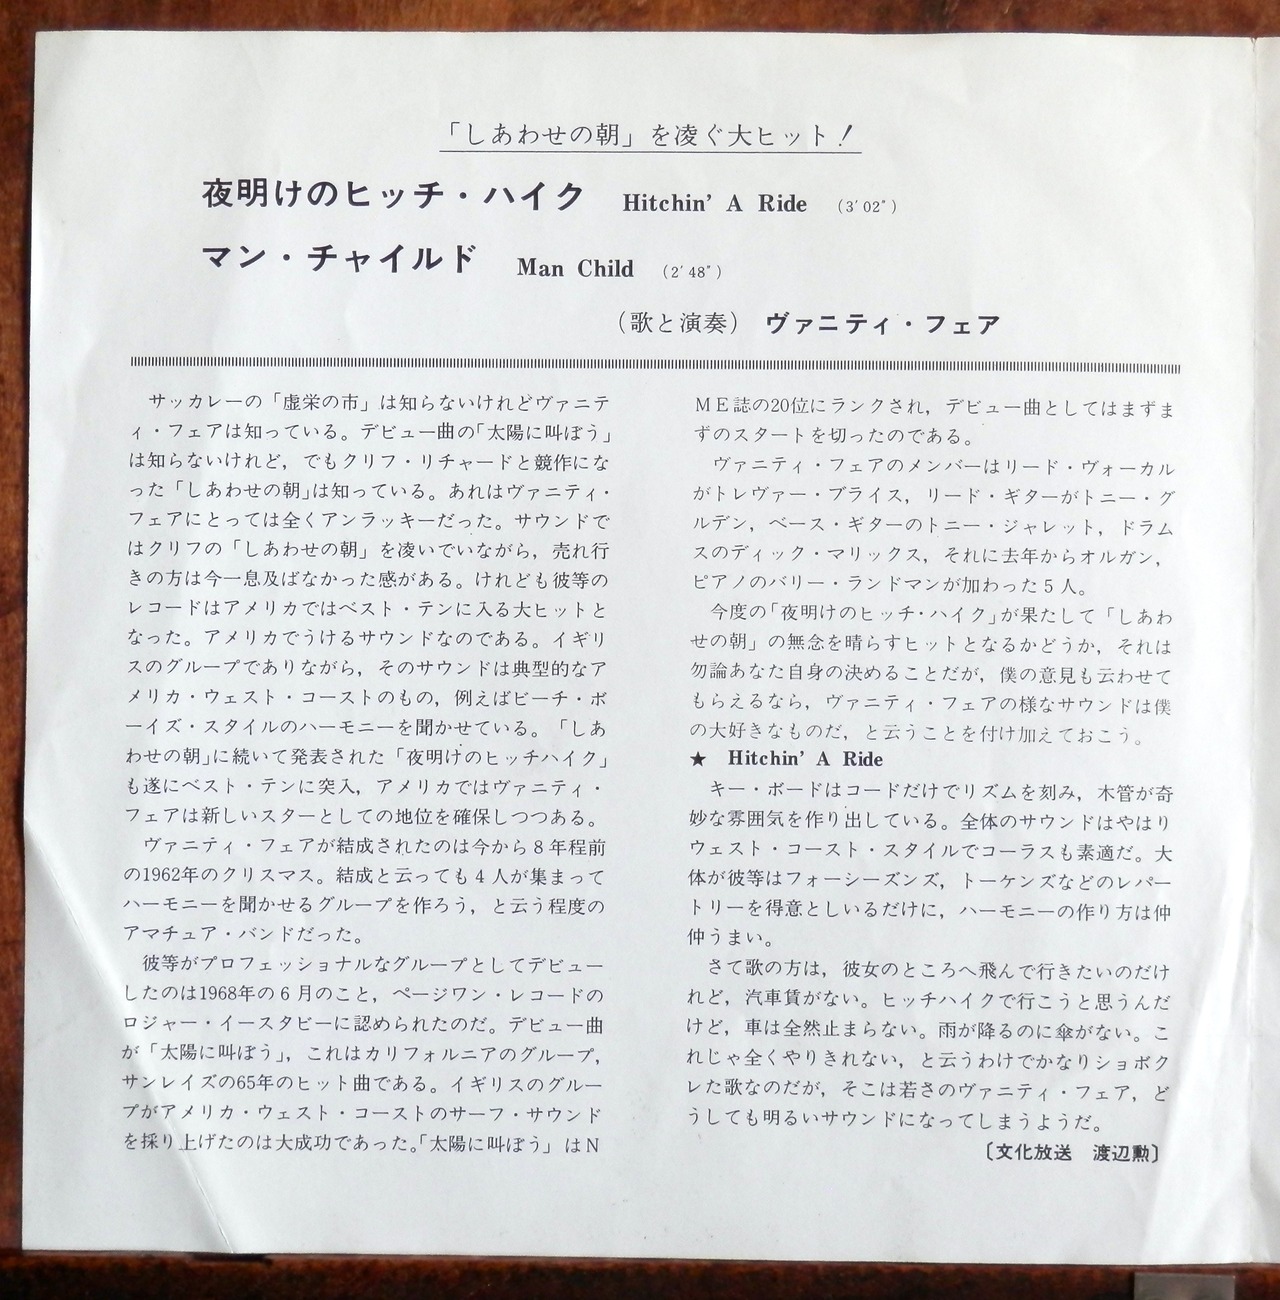 「しあわせの朝」を凌ぐ大ヒット!
夜明けのヒッチ・ハイク Hitchin' A Ride (3′02″)
マン・チャイルド Man Child (2′48″)
(歌と演奏) ヴァニティ・フェア
サッカレーの「虚栄の市」は知らないけれどヴァニテ
ィ・フェアは知っている。デビュー曲の「太陽に叫ぼう」
は知らないけれど，でもクリフ・リチャードと競作にな
った「しあわせの朝」は知っている。あれはヴァニティ・
フェアにとっては全くアンラッキーだった。サウンドで
はクリフの「しあわせの朝」を凌いでいながら，売れ行
きの方は今一息及ばなかった感がある。けれども彼等の
レコードはアメリカではベスト・テンに入る大ヒットと
なった。アメリカでうけるサウンドなのである。イギリ
スのグループでありながら，そのサウンドは典型的なア
メリカ・ウェスト・コーストのもの，例えばビーチ・ボ
ーイズ・スタイルのハーモニーを聞かせている。「しあ
わせの朝」に続いて発表された「夜明けのヒッチハイク」
も遂にベスト・テンに突入，アメリカではヴァニティ・
フェアは新しいスターとしての地位を確保しつつある。
ヴァニティ・フェアが結成されたのは今から8年程前
の1962年のクリスマス。結成と云っても4人が集まって
ハーモニーを聞かせるグループを作ろう，と云う程度の
アマチュア・バンドだった。
彼等がプロフェッショナルなグループとしてデビュー
したのは1968年の6月のこと，ページワン・レコードの
ロジャー・イースタビーに認められたのだ。デビュー曲
が「太陽に叫ぼう」，これはカリフォルニアのグループ，
サンレイズの65年のヒット曲である。イギリスのグルー
プがアメリカ・ウェスト・コーストのサーフ・サウンド
を採り上げたのは大成功であった。「太陽に叫ぼう」はN
ME誌の20位にランクされ，デビュー曲としてはまずま
ずのスタートを切ったのである。
ヴァニティ・フェアのメンバーはリード・ヴォーカル
がトレヴァー・ブライス，リード・ギターがトニー・グ
ルデン，ベース・ギターのトニー・ジャレット，ドラム
スのディック・マリックス，それに去年からオルガン，
ピアノのバリー・ランドマンが加わった5人。
今度の「夜明けのヒッチ・ハイク」が果たして「しあわ
せの朝」の無念を晴らすヒットとなるかどうか，それは
勿論あなた自身の決めることだが，僕の意見も云わせて
もらえるなら，ヴァニティ・フェアの様なサウンドは僕
の大好きなものだ，と云うことを付け加えておこう。
★ Hitchin' A Ride
キー・ボードはコードだけでリズムを刻み，木管が奇
妙な雰囲気を作り出している。全体のサウンドはやはり
ウェスト・コースト・スタイルでコーラスも素適だ。大
体が彼等はフォーシーズンズ，トーケンズなどのレパー
トリーを得意としいるだけに，ハーモニーの作り方は仲
仲うまい。
さて歌の方は，彼女のところへ飛んで行きたいのだけ
れど，汽車賃がない。ヒッチハイクで行こうと思うんだ
けど，車は全然止まらない。雨が降るのに傘がない。こ
れじゃ全くやりきれない，と云うわけでかなりショボク
レた歌なのだが，そこは若さのヴァニティ・フェア，ど
うしても明るいサウンドになってしまうようだ。
〔文化放送 渡辺勲〕